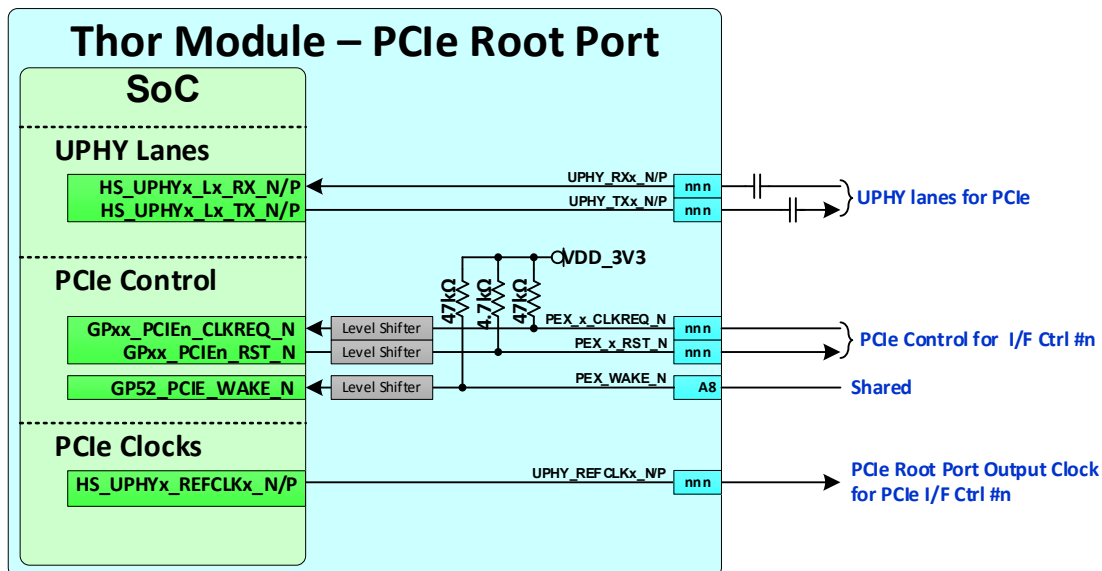 Thor Module – PCIe Root Port
SoC
UPHY Lanes
HS_UPHYx_Lx_RX_N/P
HS_UPHYx_Lx_TX_N/P
UPHY_RXx_N/P
nnn
UPHY_TXx_N/P
nnn
UPHY lanes for PCIe
VDD_3V3
47kΩ
4.7kΩ
47kΩ
PCIe Control
GPxx_PCIEn_CLKREQ_N
Level Shifter
PEX_x_CLKREQ_N
nnn
GPxx_PCIEn_RST_N
Level Shifter
PEX_x_RST_N
nnn
PCIe Control for I/F Ctrl #n
GP52_PCIE_WAKE_N
Level Shifter
PEX_WAKE_N
A8
Shared
PCIe Clocks
HS_UPHYx_REFCLKx_N/P
UPHY_REFCLKx_N/P
nnn
PCIe Root Port Output Clock
for PCIe I/F Ctrl #n